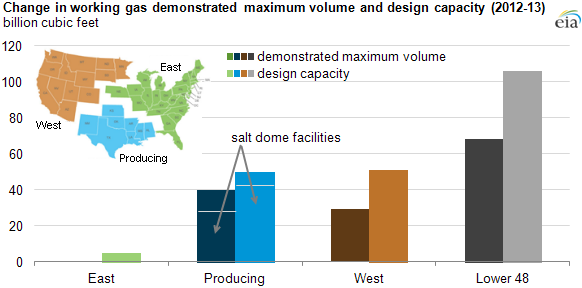 Change in working gas demonstrated maximum volume and design capacity (2012-13)
billion cubic feet
eia
120
100
80
60
40
20
0
demonstrated maximum volume
design capacity
East
West
Producing
salt dome facilities
East
Producing
West
Lower 48